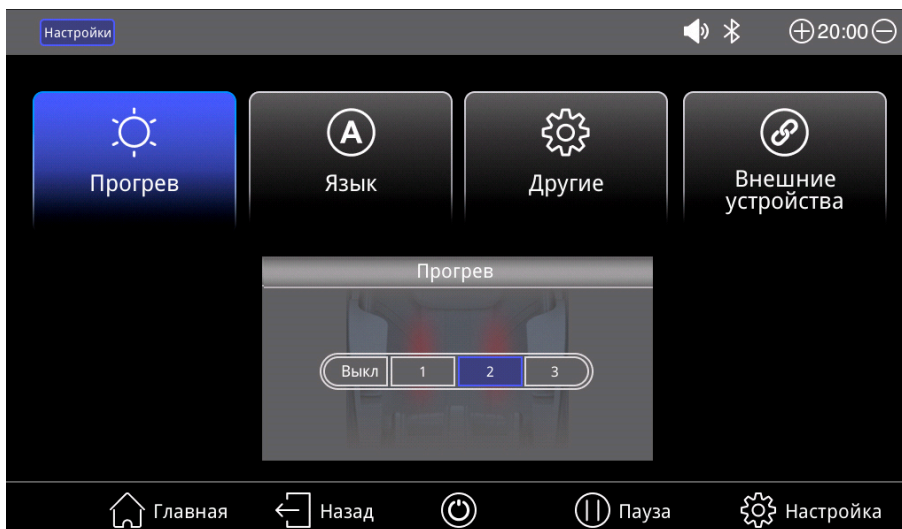 Настройки
20:00
A
Прогрев
Язык
Другие
Внешние
устройства
Прогрев
Выкл 1 2 3
Главная Назад Пауза Настройка